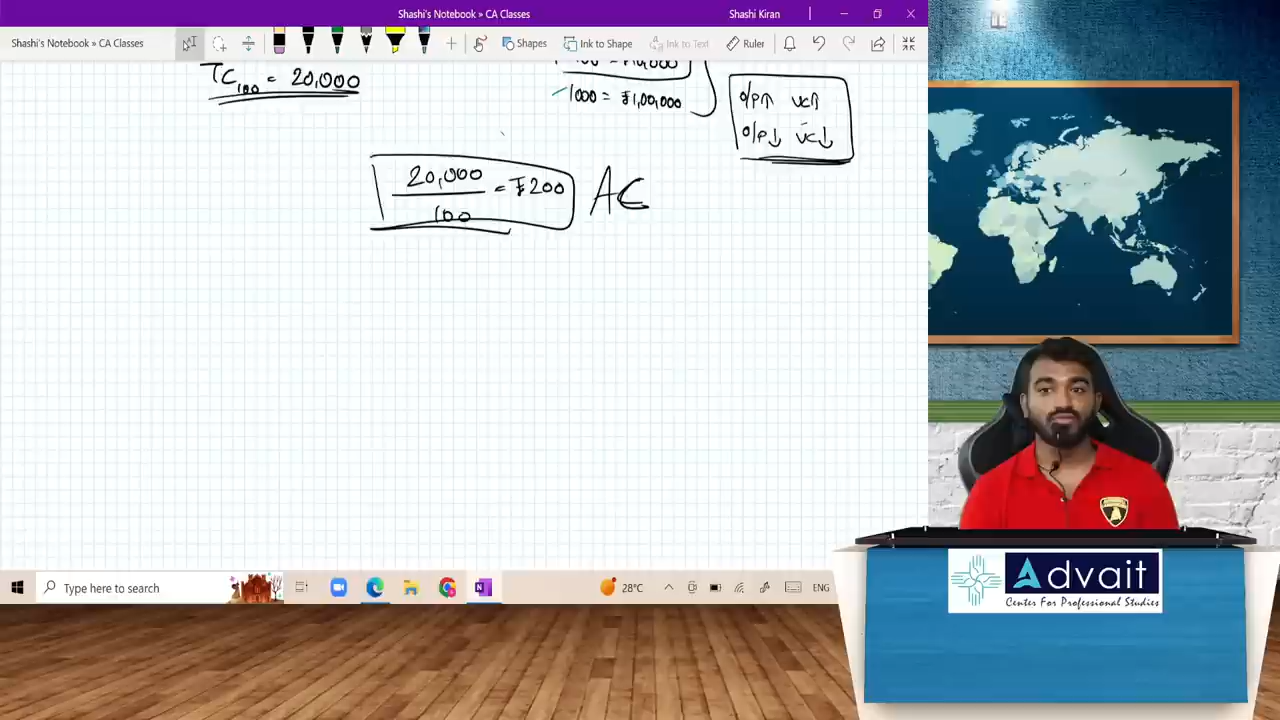 Shashi's Notebook » CA Classes
Shashi Kiran
Shashi's Notebook » CA Classes
Shapes
Ink to Shape
Ink to Text
Ruler
TC100 = 20,000
1000 = ₹1,00,000
O/P↑ VC↑
O/P↓ VC↓
20,000
= ₹200
100
AC
Type here to search
28°C
ENG
Advait
Center For Professional Studies